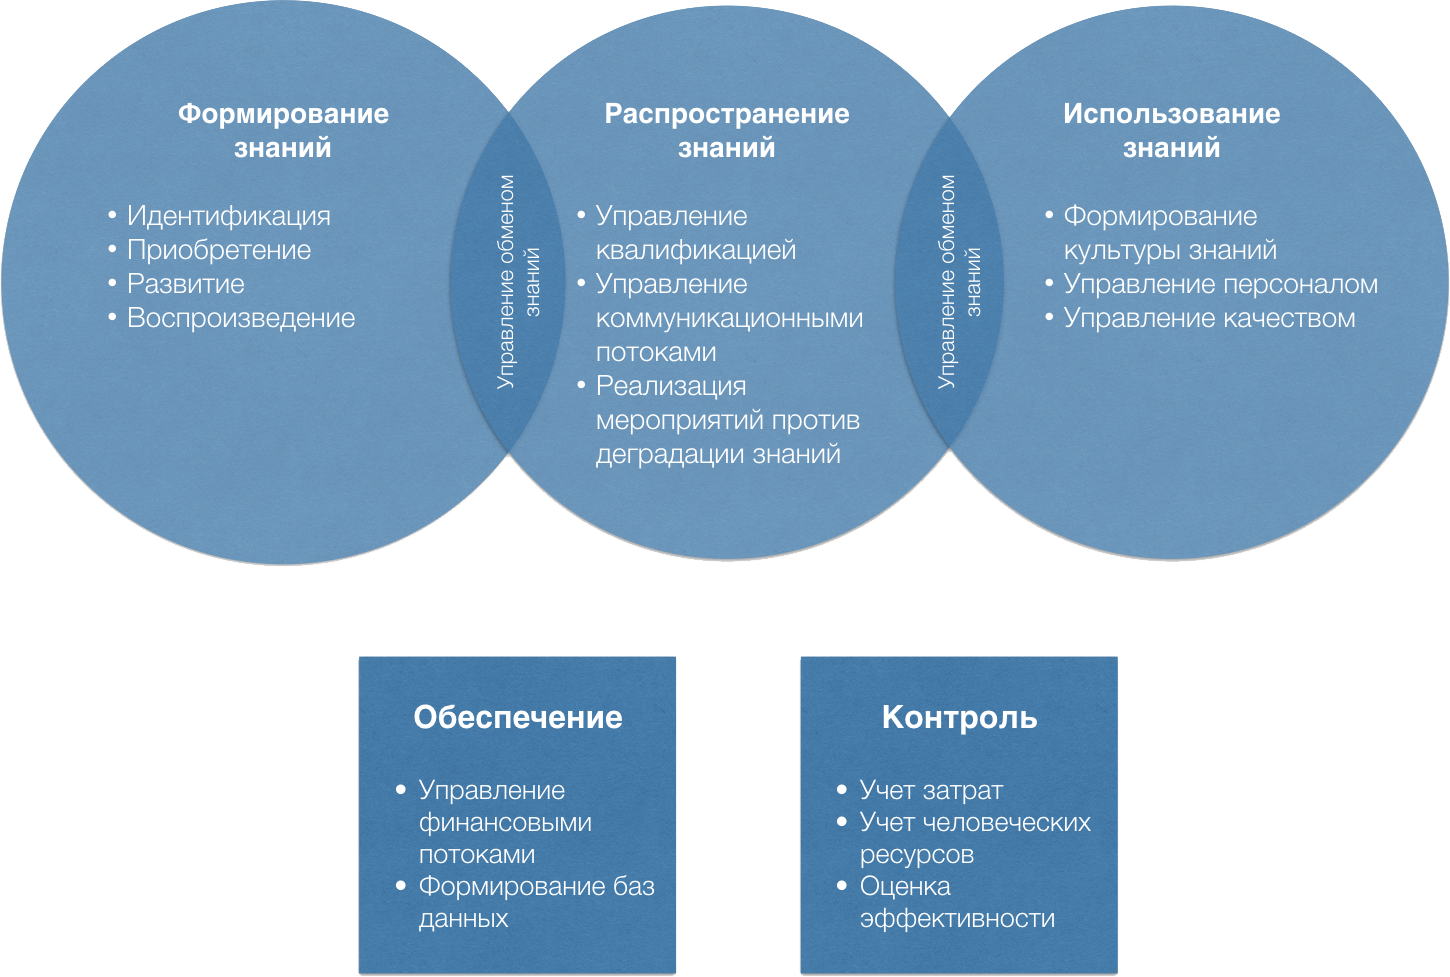 Формирование
знаний
• Идентификация
• Приобретение
• Развитие
• Воспроизведение
Управление обменом
знаний
Распространение
знаний
• Управление
квалификацией
• Управление
коммуникационными
потоками
• Реализация
мероприятий против
деградации знаний
Управление обменом
знаний
Использование
знаний
• Формирование
культуры знаний
• Управление персоналом
• Управление качеством
Обеспечение
• Управление
финансовыми
потоками
• Формирование баз
данных
Контроль
• Учет затрат
• Учет человеческих
ресурсов
• Оценка
эффективности